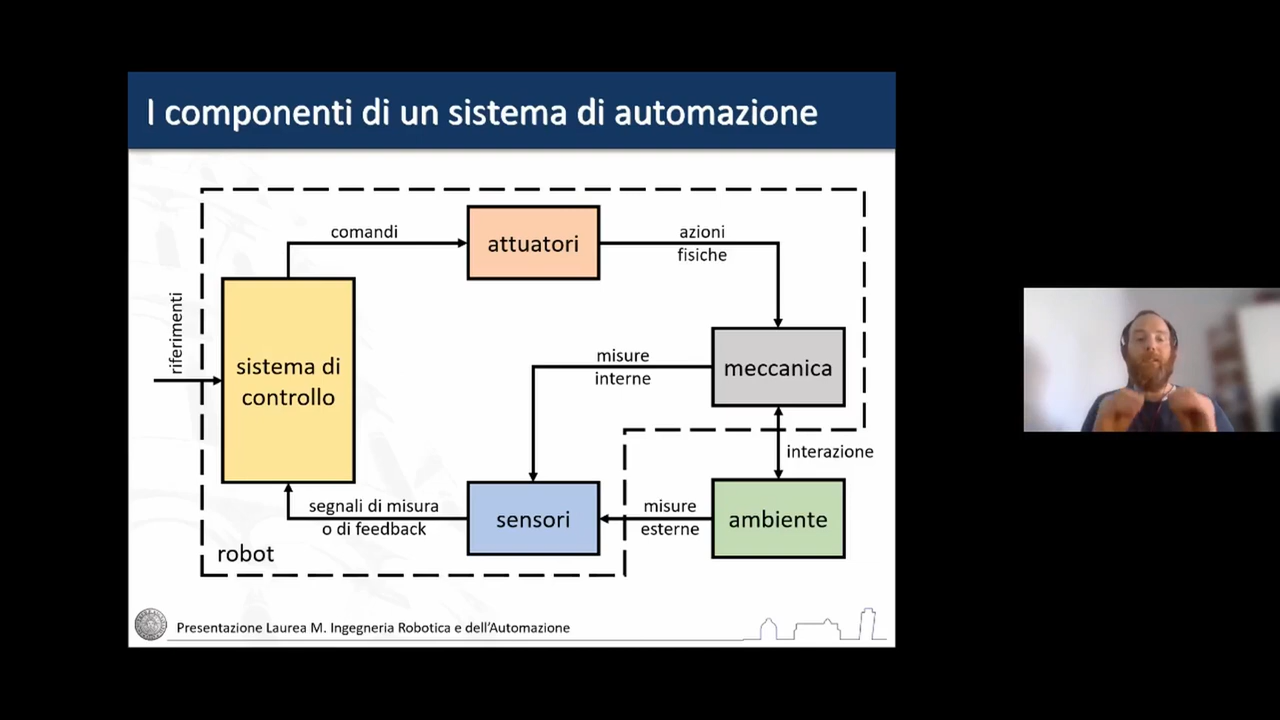 I componenti di un sistema di automazione
comandi
attuatori
azioni
fisiche
riferimenti
sistema di
controllo
misure
interne
meccanica
interazione
segnali di misura
o di feedback
sensori
misure
esterne
ambiente
robot
Presentazione Laurea M. Ingegneria Robotica e dell'Automazione